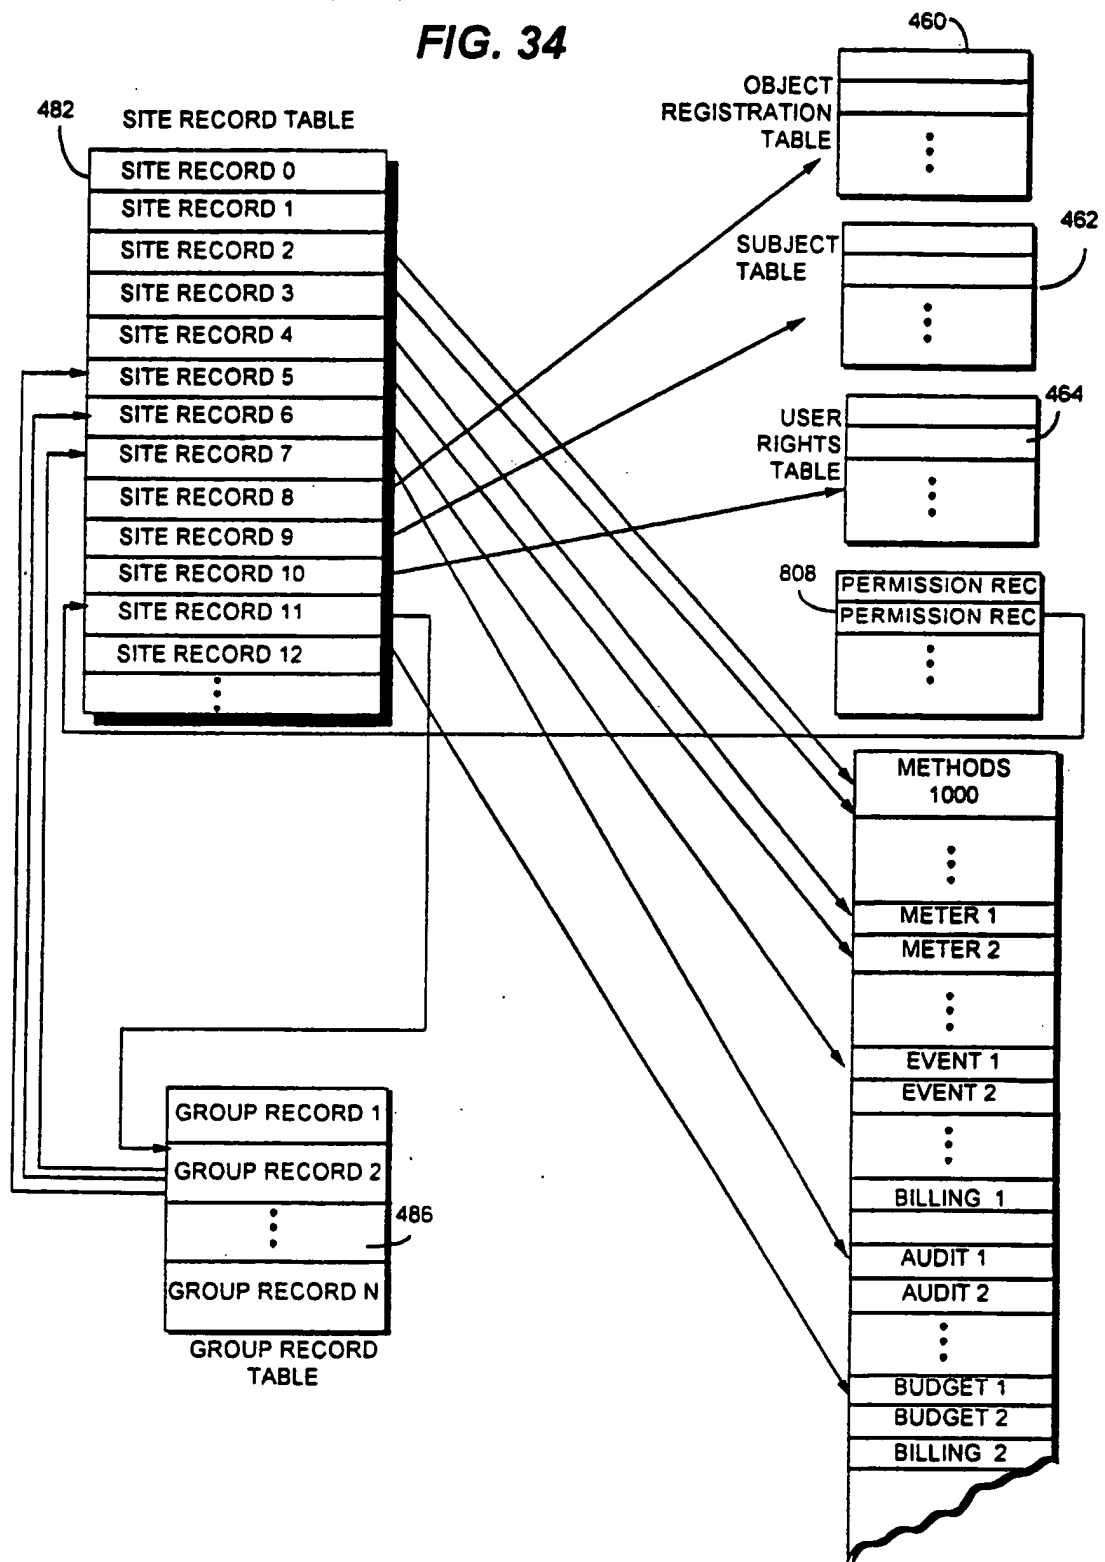 FIG. 34
482
SITE RECORD TABLE
SITE RECORD 0
SITE RECORD 1
SITE RECORD 2
SITE RECORD 3
SITE RECORD 4
SITE RECORD 5
SITE RECORD 6
SITE RECORD 7
SITE RECORD 8
SITE RECORD 9
SITE RECORD 10
SITE RECORD 11
SITE RECORD 12
460
OBJECT
REGISTRATION
TABLE
462
SUBJECT
TABLE
464
USER
RIGHTS
TABLE
808
PERMISSION REC
PERMISSION REC
METHODS
1000
METER 1
METER 2
EVENT 1
EVENT 2
BILLING 1
AUDIT 1
AUDIT 2
BUDGET 1
BUDGET 2
BILLING 2
GROUP RECORD 1
GROUP RECORD 2
486
GROUP RECORD N
GROUP RECORD
TABLE